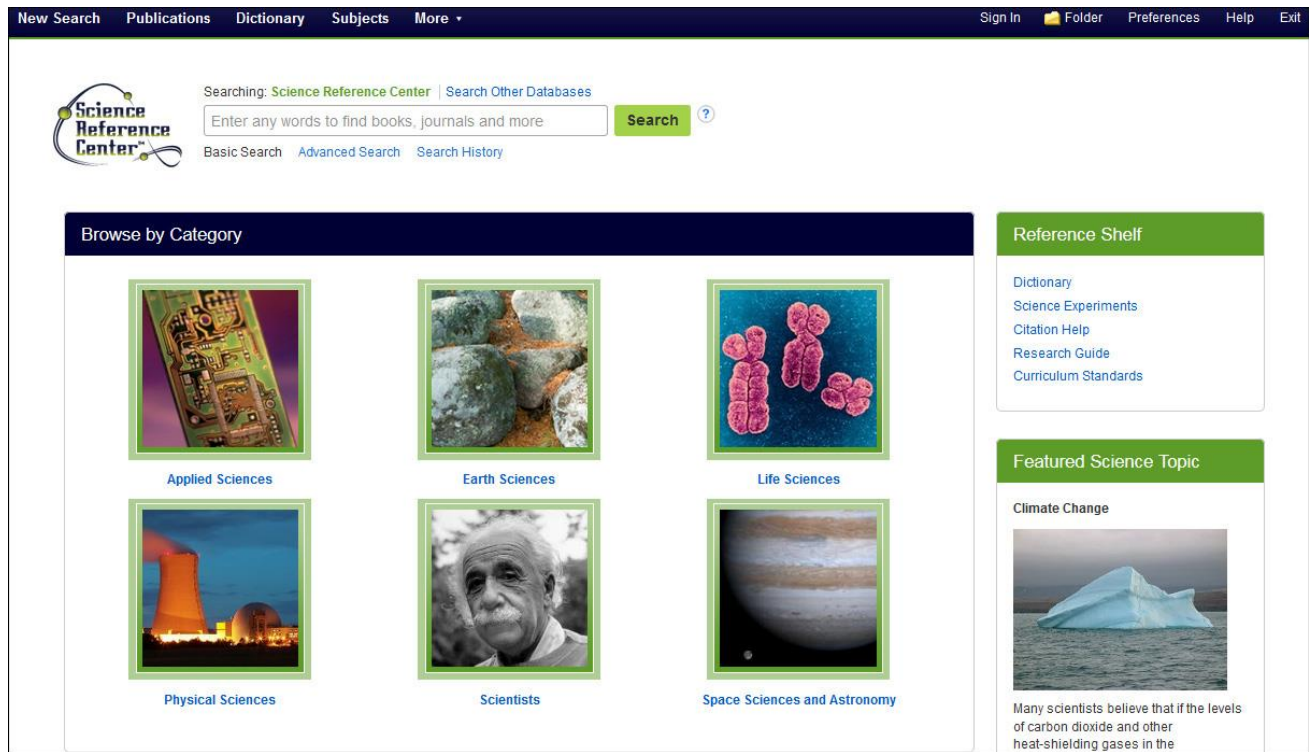 New Search Publications Dictionary Subjects More ▾ Sign In Folder Preferences Help Exit
Science
Reference
Center℠
Searching: Science Reference Center | Search Other Databases
Enter any words to find books, journals and more Search ?
Basic Search Advanced Search Search History
Browse by Category
Applied Sciences Earth Sciences Life Sciences
Physical Sciences Scientists Space Sciences and Astronomy
Reference Shelf
Dictionary
Science Experiments
Citation Help
Research Guide
Curriculum Standards
Featured Science Topic
Climate Change
Many scientists believe that if the levels
of carbon dioxide and other
heat-shielding gases in the